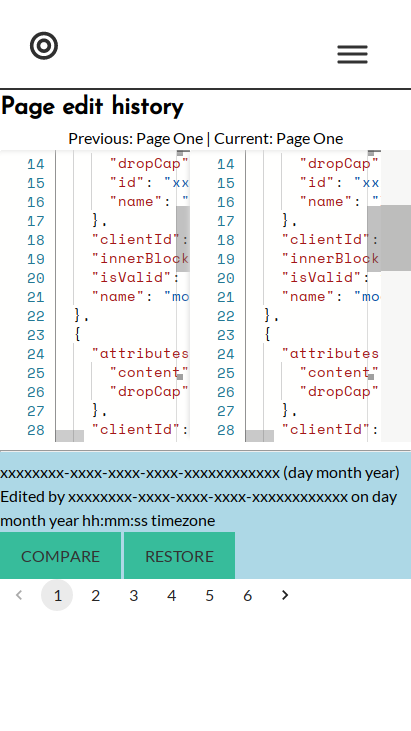 Page edit history
Previous: Page One | Current: Page One
14 "dropCap" 14 "dropCap"
15 "id": "xx 15 "id": "xx
16 "name": " 16 "name": "
17 }, 17 },
18 "clientId": 18 "clientId":
19 "innerBlock 19 "innerBlock
20 "isValid": 20 "isValid":
21 "name": "mo 21 "name": "mo
22 }, 22 },
23 { 23 {
24 "attributes 24 "attributes
25 "content" 25 "content"
26 "dropCap" 26 "dropCap"
27 }, 27 },
28 "clientId": 28 "clientId":
xxxxxxxx-xxxx-xxxx-xxxx-xxxxxxxxxxxx (day month year)
Edited by xxxxxxxx-xxxx-xxxx-xxxx-xxxxxxxxxxxx on day
month year hh:mm:ss timezone
COMPARE RESTORE
1 2 3 4 5 6